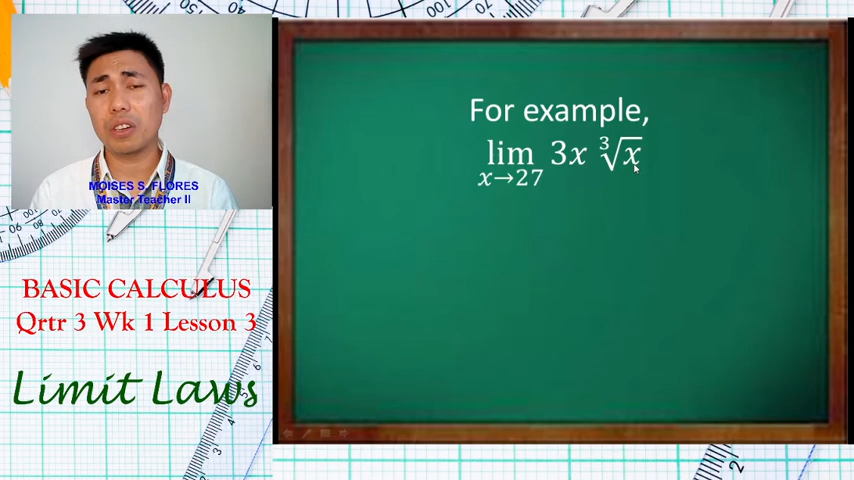 MOISES S. FLORES
Master Teacher II
BASIC CALCULUS
Qrtr 3 Wk 1 Lesson 3
Limit Laws
For example,
lim 3x ∛x
x→27